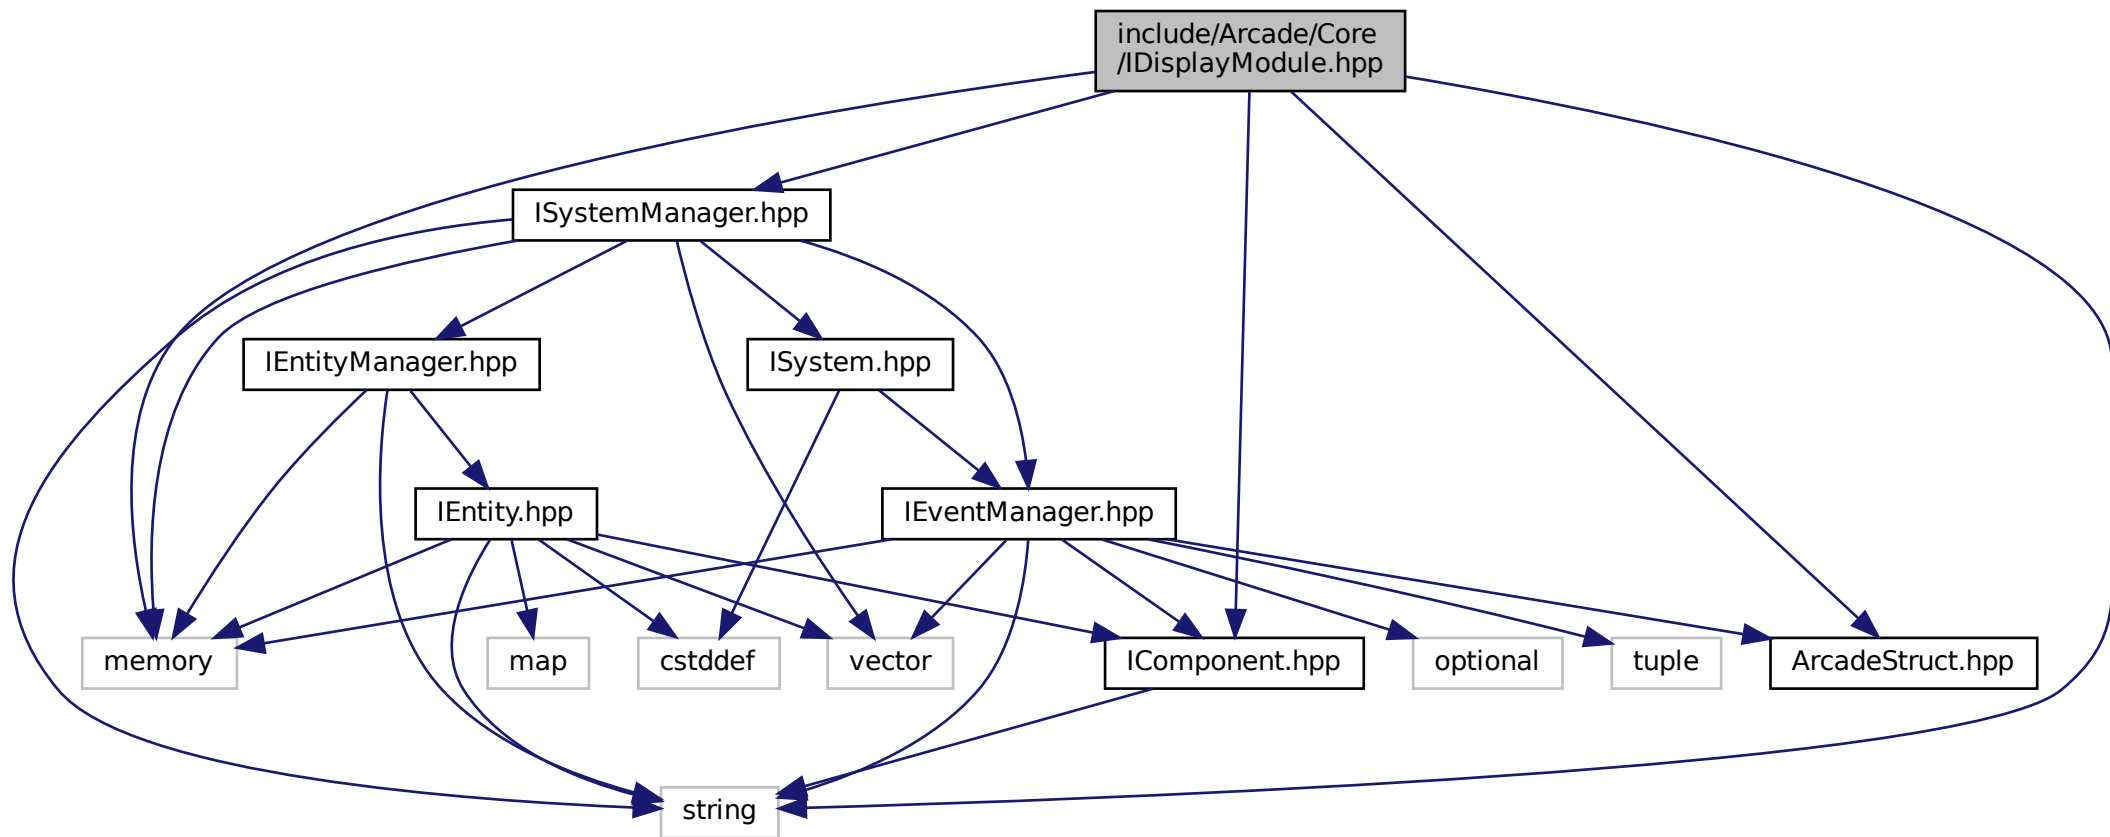 include/Arcade/Core
/IDisplayModule.hpp
ISystemManager.hpp
IEntityManager.hpp
ISystem.hpp
IEntity.hpp
IEventManager.hpp
memory
map
cstddef
vector
IComponent.hpp
optional
tuple
ArcadeStruct.hpp
string